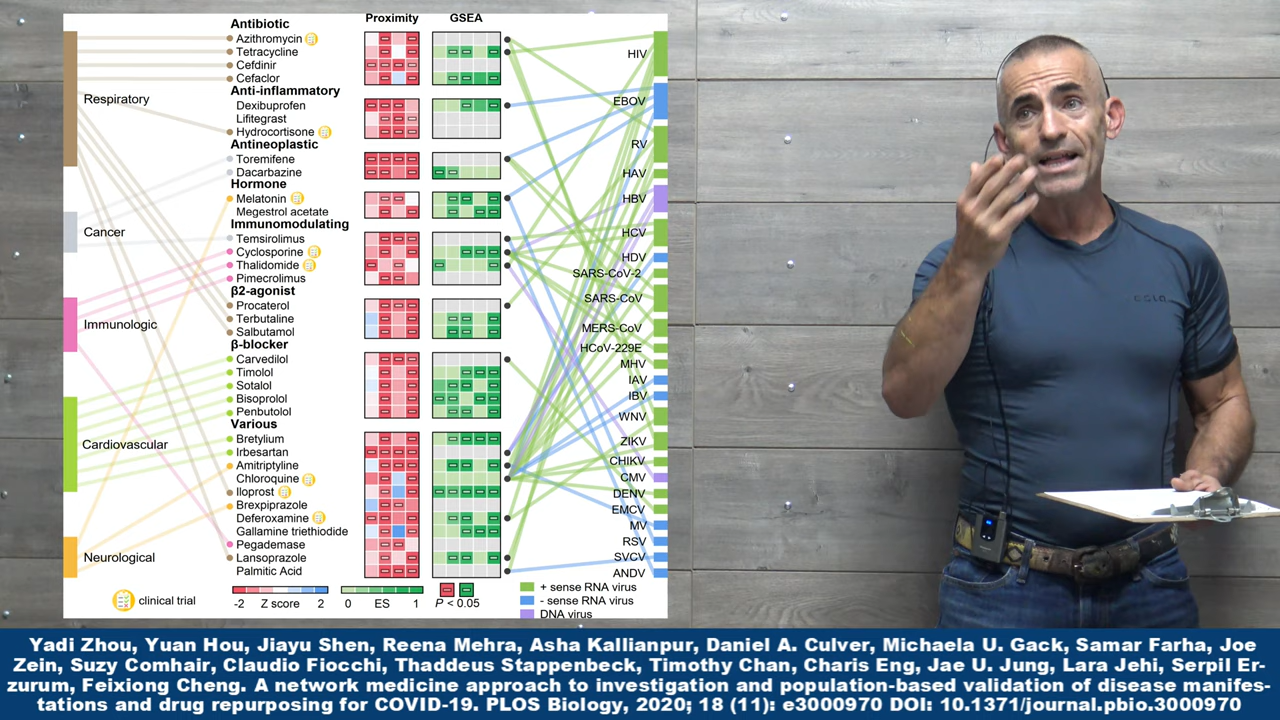 Proximity GSEA
Antibiotic
Azithromycin
Tetracycline
Cefdinir
Cefaclor
Anti-inflammatory
Dexibuprofen
Lifitegrast
Hydrocortisone
Antineoplastic
Toremifene
Dacarbazine
Hormone
Melatonin
Megestrol acetate
Immunomodulating
Temsirolimus
Cyclosporine
Thalidomide
Pimecrolimus
β2-agonist
Procaterol
Terbutaline
Salbutamol
β-blocker
Carvedilol
Timolol
Sotalol
Bisoprolol
Penbutolol
Various
Bretylium
Irbesartan
Amitriptyline
Chloroquine
Iloprost
Brexpiprazole
Deferoxamine
Gallamine triethiodide
Pegademase
Lansoprazole
Palmitic Acid
Respiratory
Cancer
Immunologic
Cardiovascular
Neurological
HIV
EBOV
RV
HAV
HBV
HCV
HDV
SARS-CoV-2
SARS-CoV
MERS-CoV
HCoV-229E
MHV
IAV
IBV
WNV
ZIKV
CHIKV
CMV
DENV
EMCV
MV
RSV
SVCV
ANDV
clinical trial
-2 Z score 2
0 ES 1
P < 0.05
+ sense RNA virus
- sense RNA virus
DNA virus
Yadi Zhou, Yuan Hou, Jiayu Shen, Reena Mehra, Asha Kallianpur, Daniel A. Culver, Michaela U. Gack, Samar Farha, Joe
Zein, Suzy Comhair, Claudio Fiocchi, Thaddeus Stappenbeck, Timothy Chan, Charis Eng, Jae U. Jung, Lara Jehi, Serpil Er-
zurum, Feixiong Cheng. A network medicine approach to investigation and population-based validation of disease manifes-
tations and drug repurposing for COVID-19. PLOS Biology, 2020; 18 (11): e3000970 DOI: 10.1371/journal.pbio.3000970